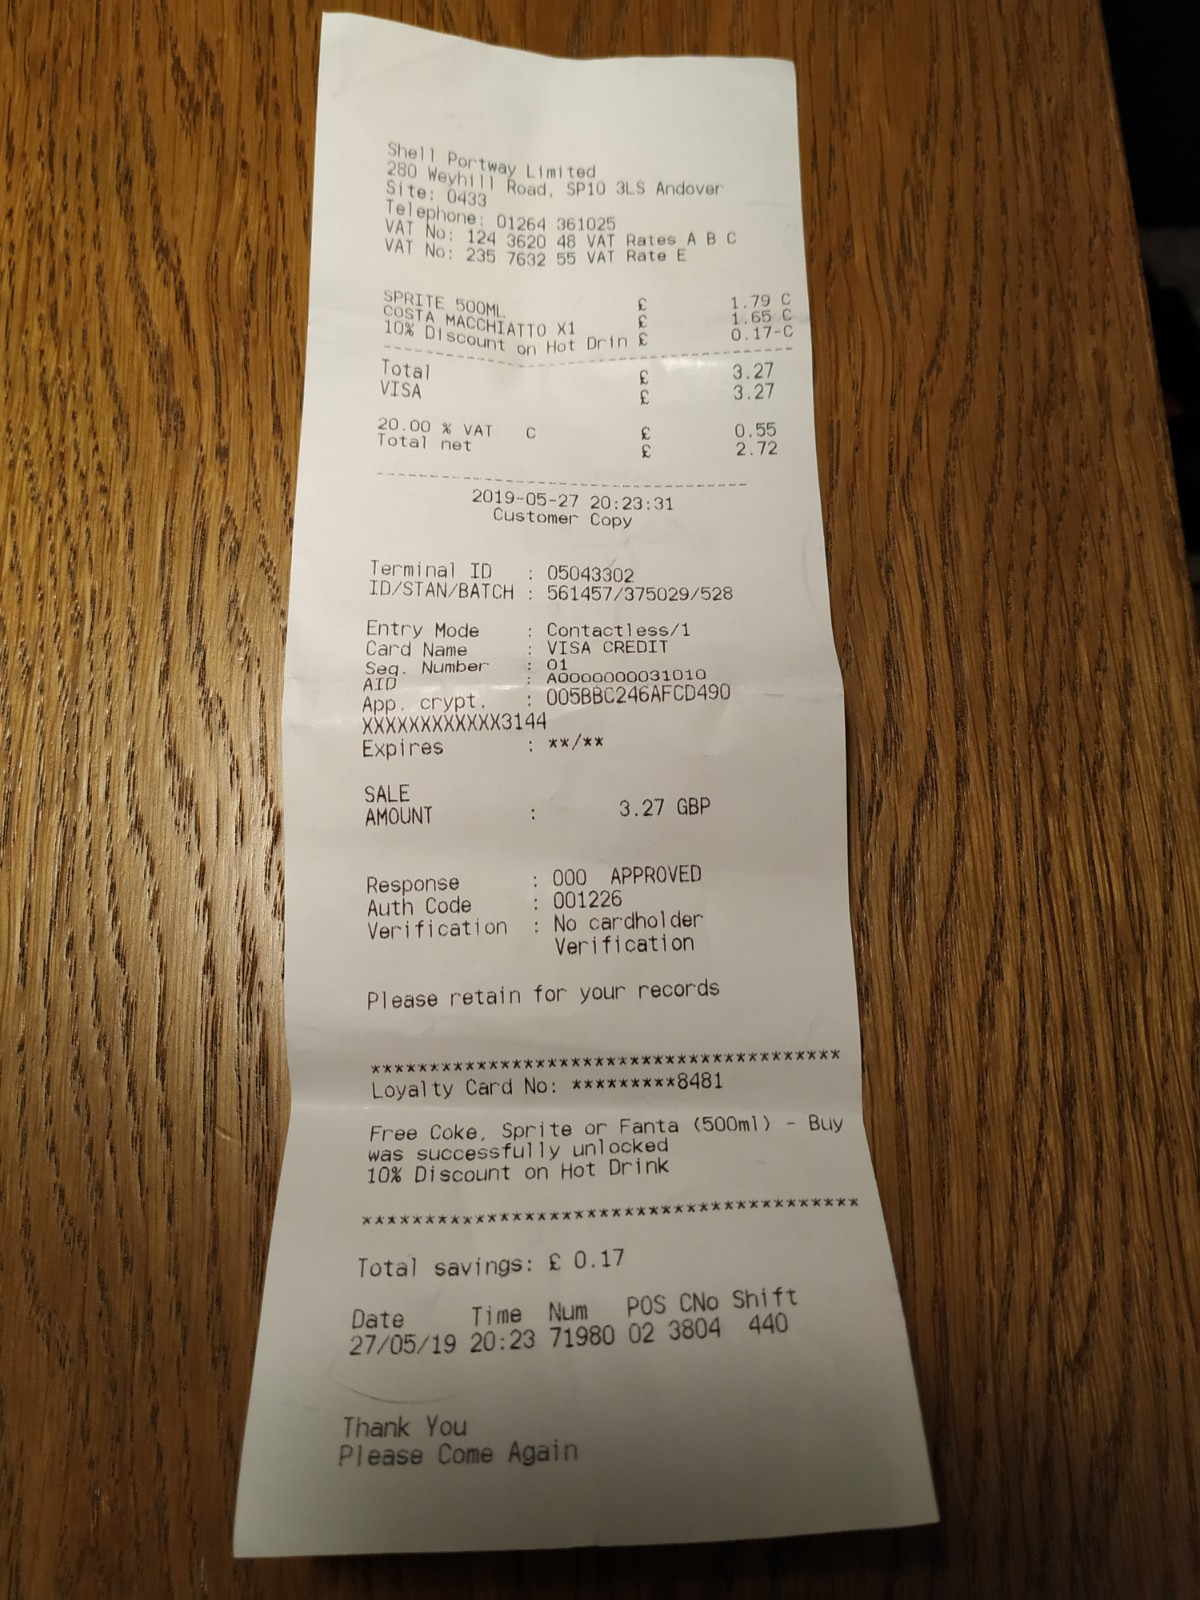 Shell Portway Limited
280 Weyhill Road, SP10 3LS Andover
Site: 0433
Telephone: 01264 361025
VAT No: 124 3620 48 VAT Rates A B C
VAT No: 235 7632 55 VAT Rate E
SPRITE 500ML £ 1.79 C
COSTA MACCHIATTO X1 £ 1.65 C
10% Discount on Hot Drin £ 0.17-C
Total £ 3.27
VISA £ 3.27
20.00 % VAT C £ 0.55
Total net £ 2.72
2019-05-27 20:23:31
Customer Copy
Terminal ID : 05043302
ID/STAN/BATCH : 561457/375029/528
Entry Mode : Contactless/1
Card Name : VISA CREDIT
Seq. Number : 01
AID : A0000000031010
App. crypt. : 005BBC246AFCD490
XXXXXXXXXXXX3144
Expires : **/**
SALE
AMOUNT : 3.27 GBP
Response : 000 APPROVED
Auth Code : 001226
Verification : No cardholder
Verification
Please retain for your records
****************************************
Loyalty Card No: *********8481
Free Coke, Sprite or Fanta (500ml) - Buy
was successfully unlocked
10% Discount on Hot Drink
****************************************
Total savings: £ 0.17
Date Time Num POS CNo Shift
27/05/19 20:23 71980 02 3804 440
Thank You
Please Come Again